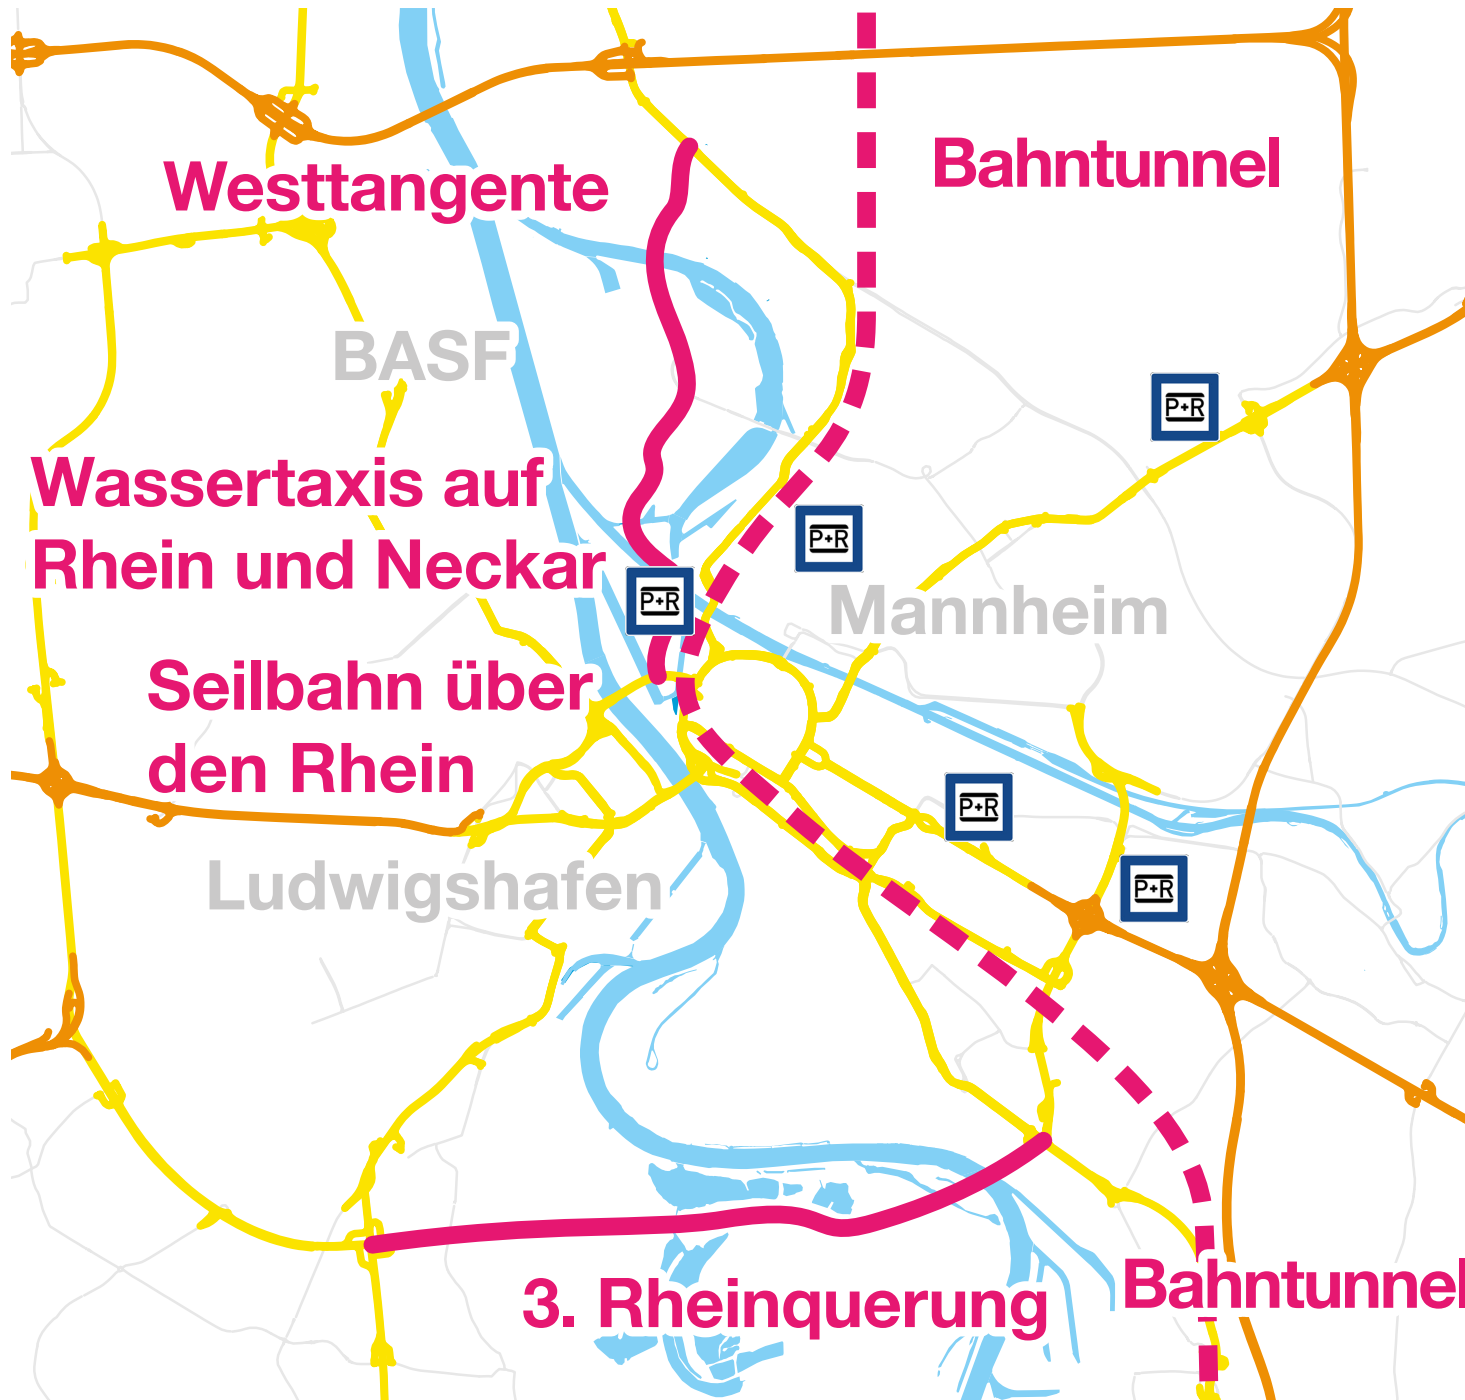 Bahntunnel
Westtangente
BASF
P+R
Wassertaxis auf
Rhein und Neckar
P+R
P+R
Mannheim
Seilbahn über
den Rhein
P+R
Ludwigshafen
P+R
3. Rheinquerung
Bahntunnel